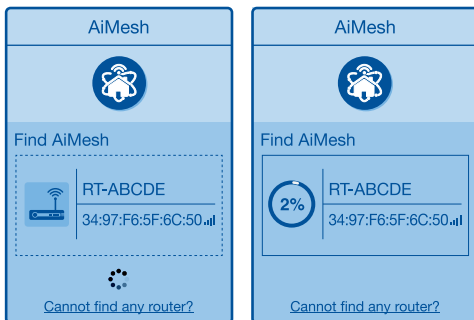 AiMesh
Find AiMesh
RT-ABCDE
34:97:F6:5F:6C:50
Cannot find any router?
AiMesh
Find AiMesh
2%
RT-ABCDE
34:97:F6:5F:6C:50
Cannot find any router?